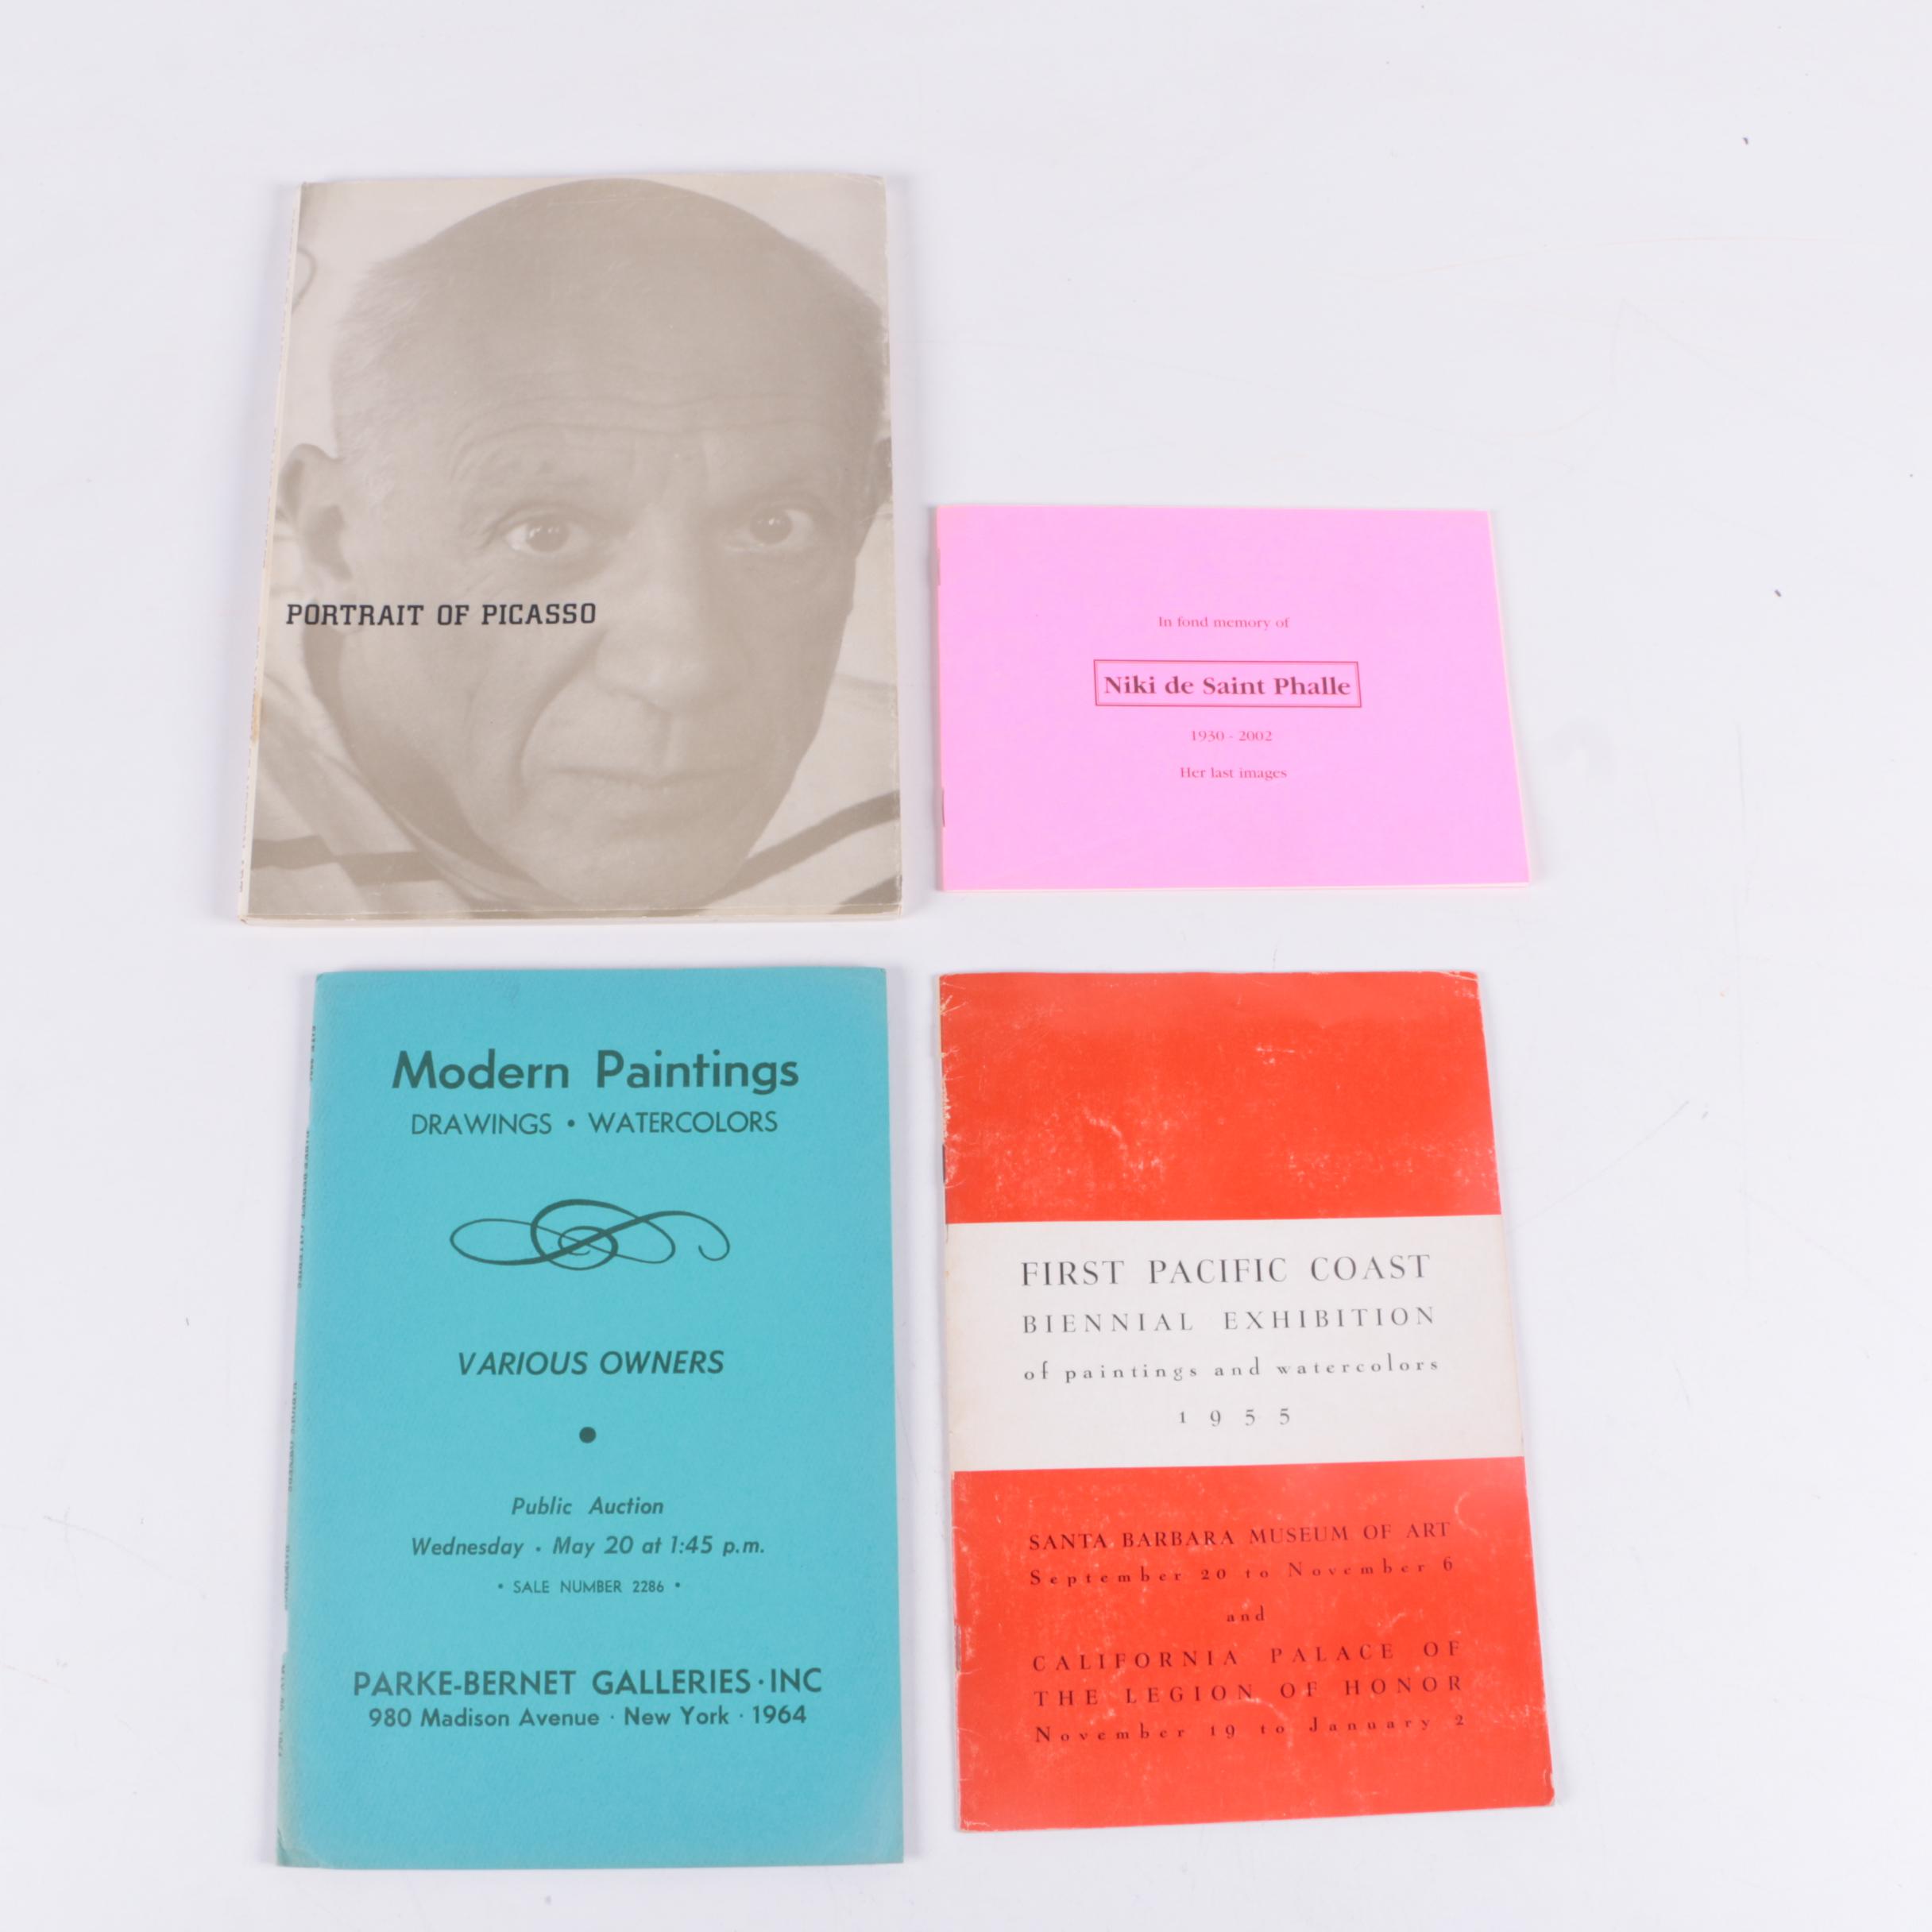 PORTRAIT OF PICASSO
In fond memory of
Niki de Saint Phalle
1930 - 2002
Her last images
Modern Paintings
DRAWINGS • WATERCOLORS
VARIOUS OWNERS
Public Auction
Wednesday • May 20 at 1:45 p.m.
• SALE NUMBER 2286 •
PARKE-BERNET GALLERIES · INC
980 Madison Avenue · New York · 1964
FIRST PACIFIC COAST
BIENNIAL EXHIBITION
of paintings and watercolors
1955
SANTA BARBARA MUSEUM OF ART
September 20 to November 6
and
CALIFORNIA PALACE OF
THE LEGION OF HONOR
November 19 to January 2